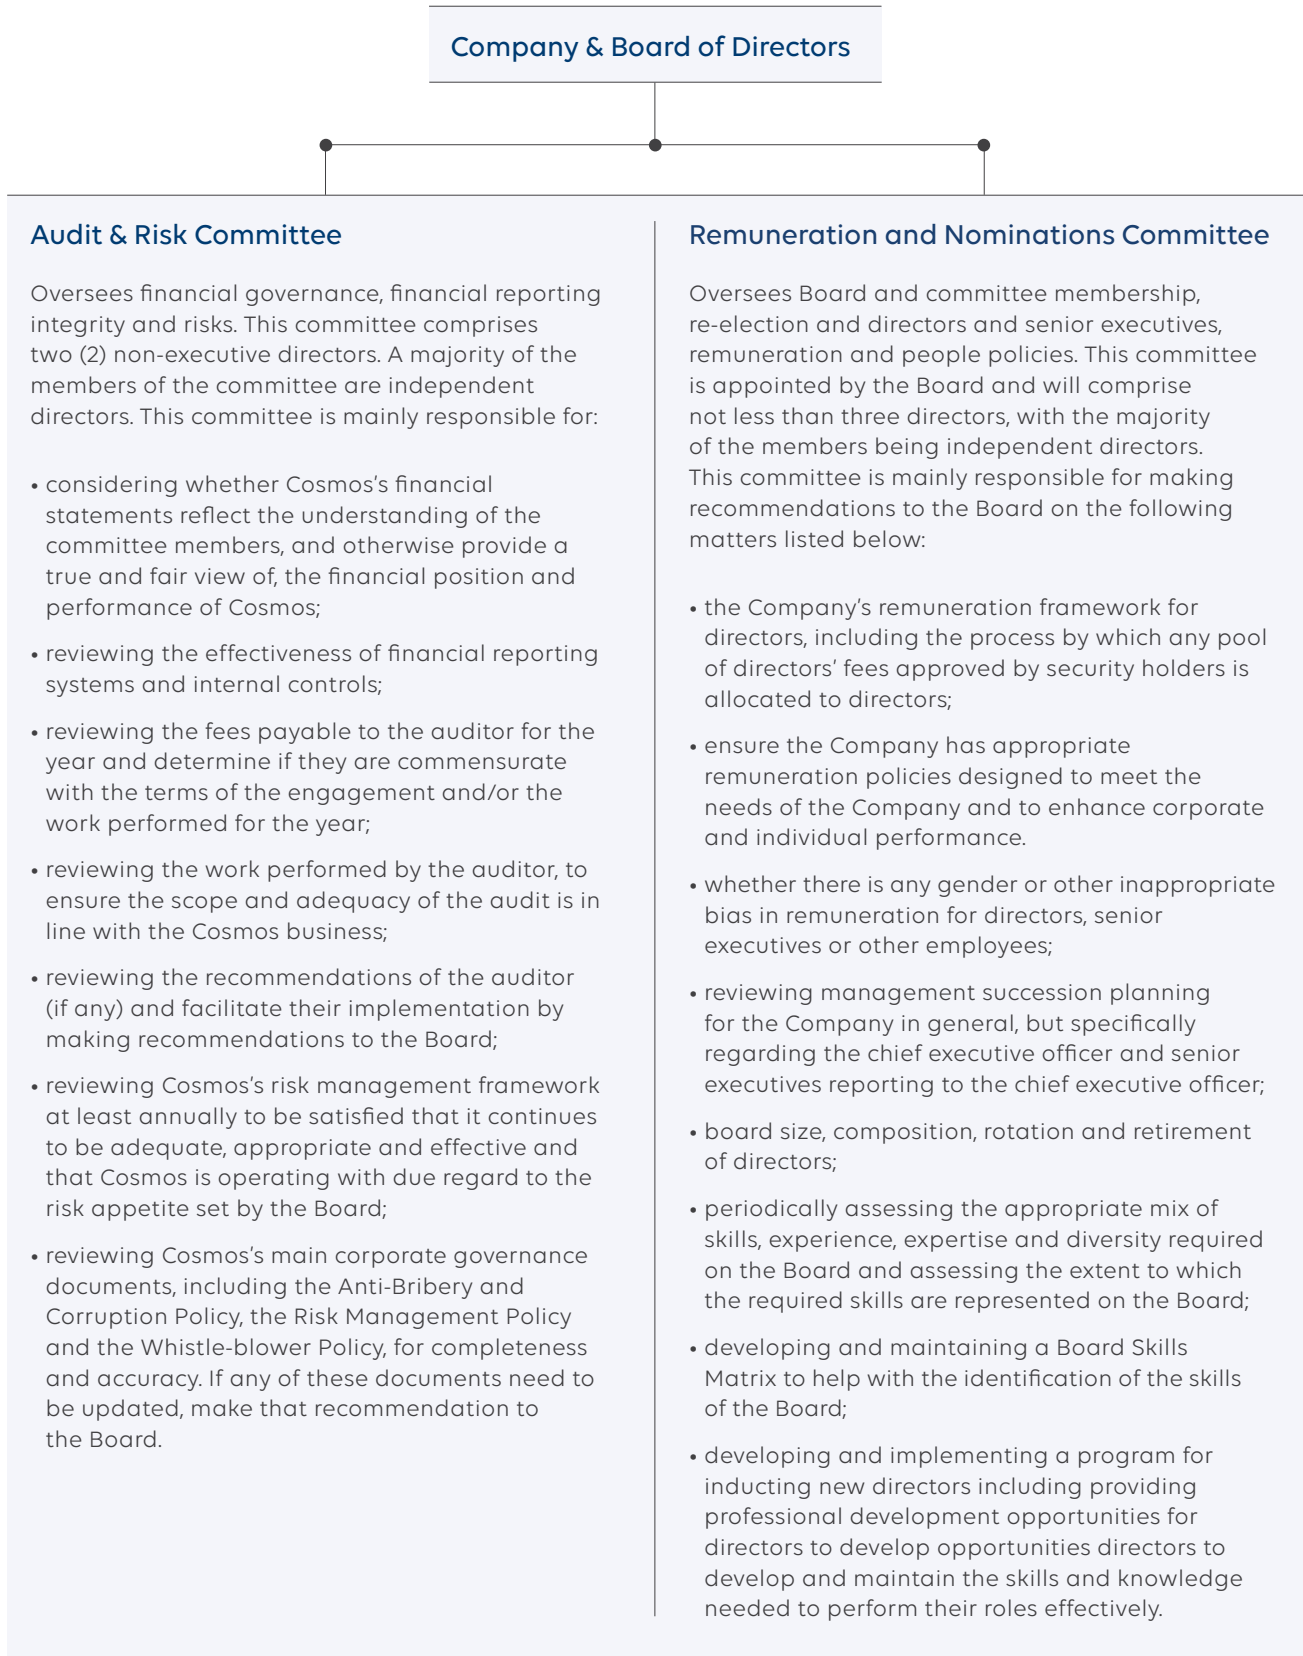 Company & Board of Directors
Audit & Risk Committee
Oversees financial governance, financial reporting
integrity and risks. This committee comprises
two (2) non-executive directors. A majority of the
members of the committee are independent
directors. This committee is mainly responsible for:
• considering whether Cosmos's financial
statements reflect the understanding of the
committee members, and otherwise provide a
true and fair view of, the financial position and
performance of Cosmos;
• reviewing the effectiveness of financial reporting
systems and internal controls;
• reviewing the fees payable to the auditor for the
year and determine if they are commensurate
with the terms of the engagement and/or the
work performed for the year;
• reviewing the work performed by the auditor, to
ensure the scope and adequacy of the audit is in
line with the Cosmos business;
• reviewing the recommendations of the auditor
(if any) and facilitate their implementation by
making recommendations to the Board;
• reviewing Cosmos's risk management framework
at least annually to be satisfied that it continues
to be adequate, appropriate and effective and
that Cosmos is operating with due regard to the
risk appetite set by the Board;
• reviewing Cosmos's main corporate governance
documents, including the Anti-Bribery and
Corruption Policy, the Risk Management Policy
and the Whistle-blower Policy, for completeness
and accuracy. If any of these documents need to
be updated, make that recommendation to
the Board.
Remuneration and Nominations Committee
Oversees Board and committee membership,
re-election and directors and senior executives,
remuneration and people policies. This committee
is appointed by the Board and will comprise
not less than three directors, with the majority
of the members being independent directors.
This committee is mainly responsible for making
recommendations to the Board on the following
matters listed below:
• the Company's remuneration framework for
directors, including the process by which any pool
of directors' fees approved by security holders is
allocated to directors;
• ensure the Company has appropriate
remuneration policies designed to meet the
needs of the Company and to enhance corporate
and individual performance.
• whether there is any gender or other inappropriate
bias in remuneration for directors, senior
executives or other employees;
• reviewing management succession planning
for the Company in general, but specifically
regarding the chief executive officer and senior
executives reporting to the chief executive officer;
• board size, composition, rotation and retirement
of directors;
• periodically assessing the appropriate mix of
skills, experience, expertise and diversity required
on the Board and assessing the extent to which
the required skills are represented on the Board;
• developing and maintaining a Board Skills
Matrix to help with the identification of the skills
of the Board;
• developing and implementing a program for
inducting new directors including providing
professional development opportunities for
directors to develop opportunities directors to
develop and maintain the skills and knowledge
needed to perform their roles effectively.